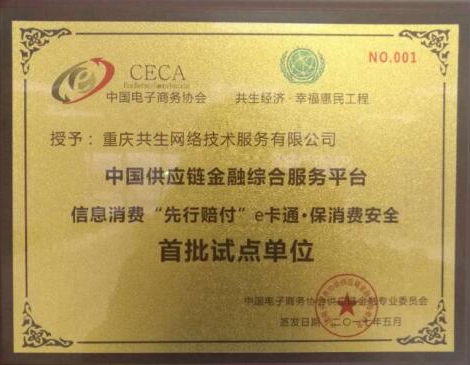 NO.001
CECA
中国电子商务协会
共生经济·幸福惠民工程
授予：重庆共生网络技术服务有限公司
中国供应链金融综合服务平台
信息消费“先行赔付”e卡通·保消费安全
首批试点单位
中国电子商务协会供应链金融专业委员会
签发日期：二〇一七年五月